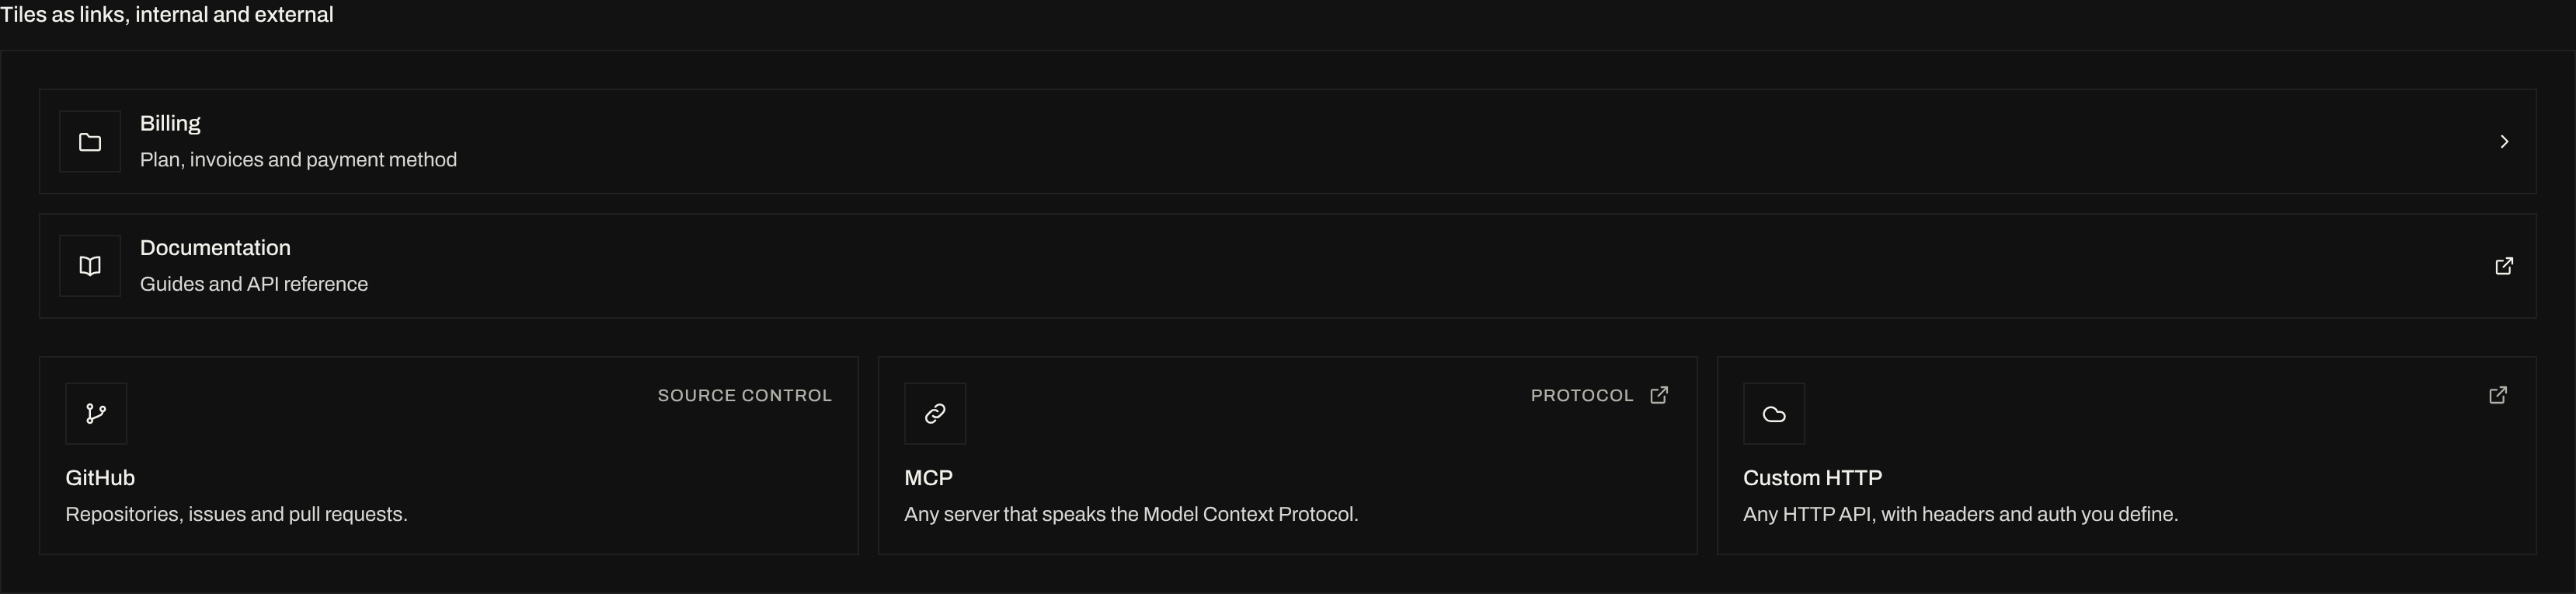 Tiles as links, internal and external
Billing
Plan, invoices and payment method
Documentation
Guides and API reference
SOURCE CONTROL
GitHub
Repositories, issues and pull requests.
PROTOCOL
MCP
Any server that speaks the Model Context Protocol.
Custom HTTP
Any HTTP API, with headers and auth you define.